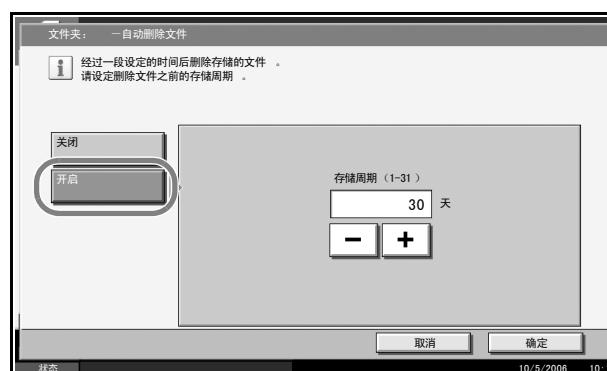 文件夹： －自动删除文件
经过一段设定的时间后删除存储的文件 。
请设定删除文件之前的存储周期 。
关闭
开启
存储周期（1-31 ）
30 天
− +
取消 确定
状态 10/5/2006 10: